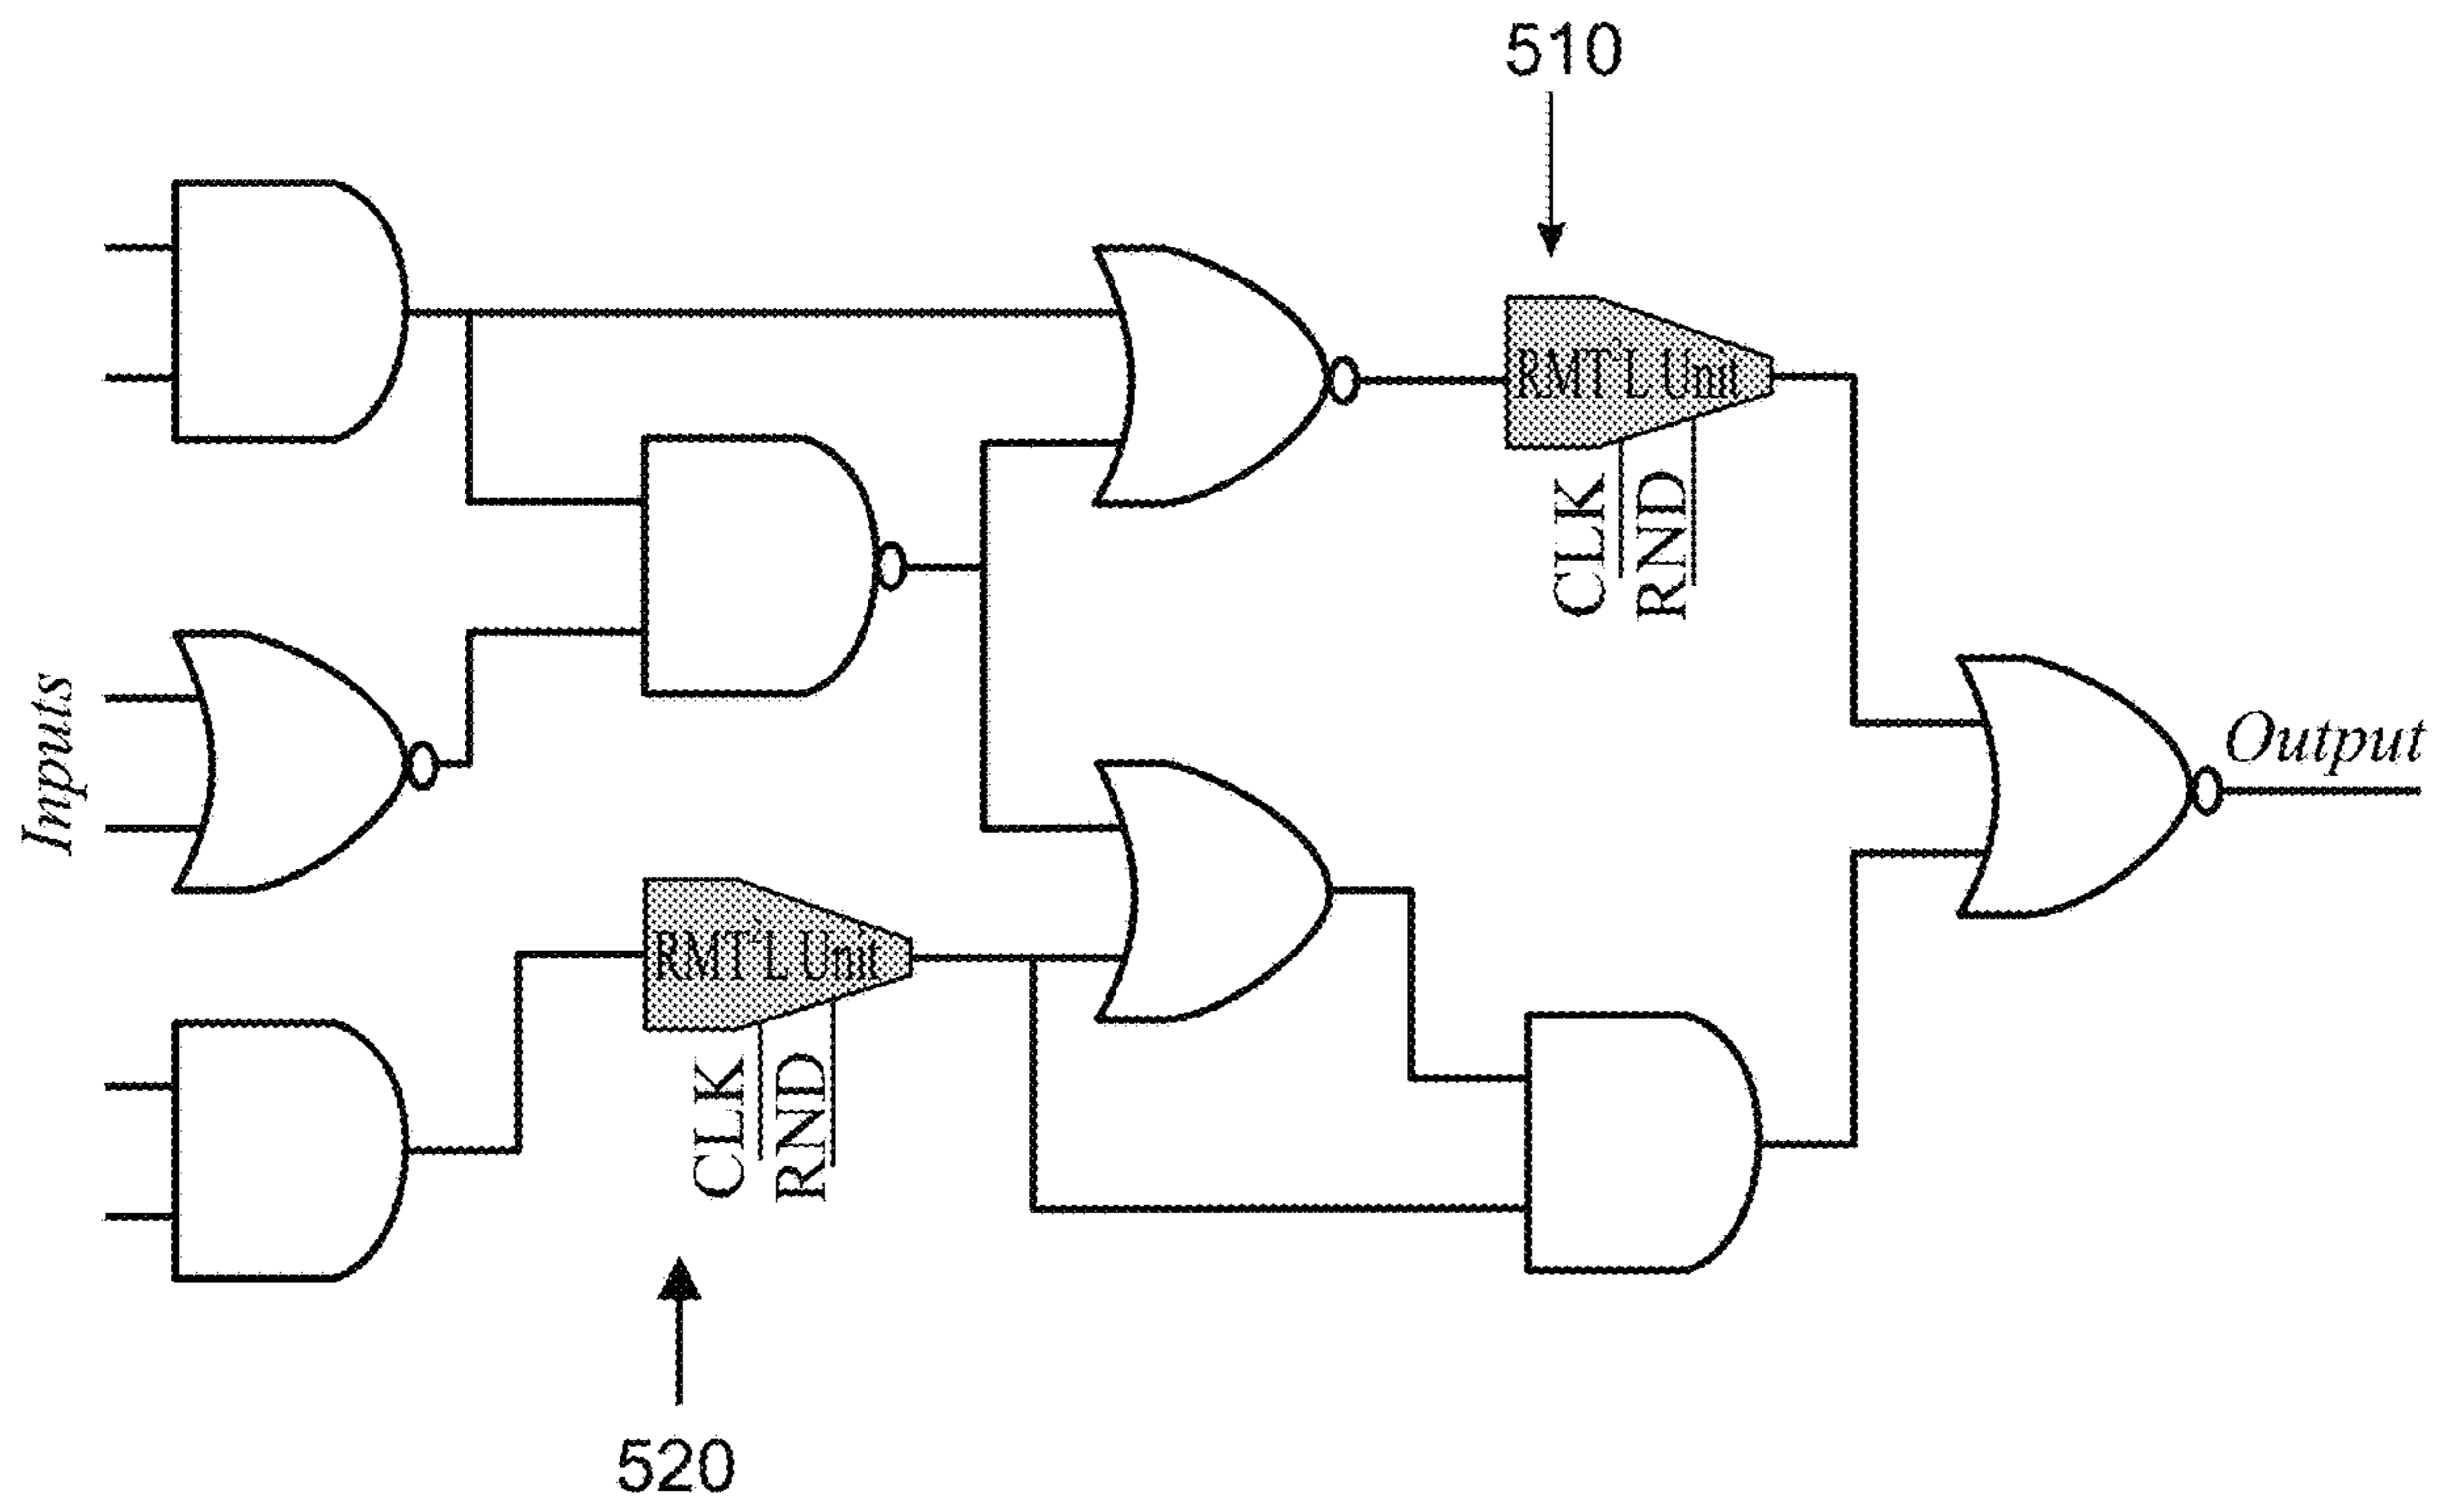 510
RMT'L Unit
CLK
RND
Inputs
Output
RMT'L Unit
CLK
RND
520